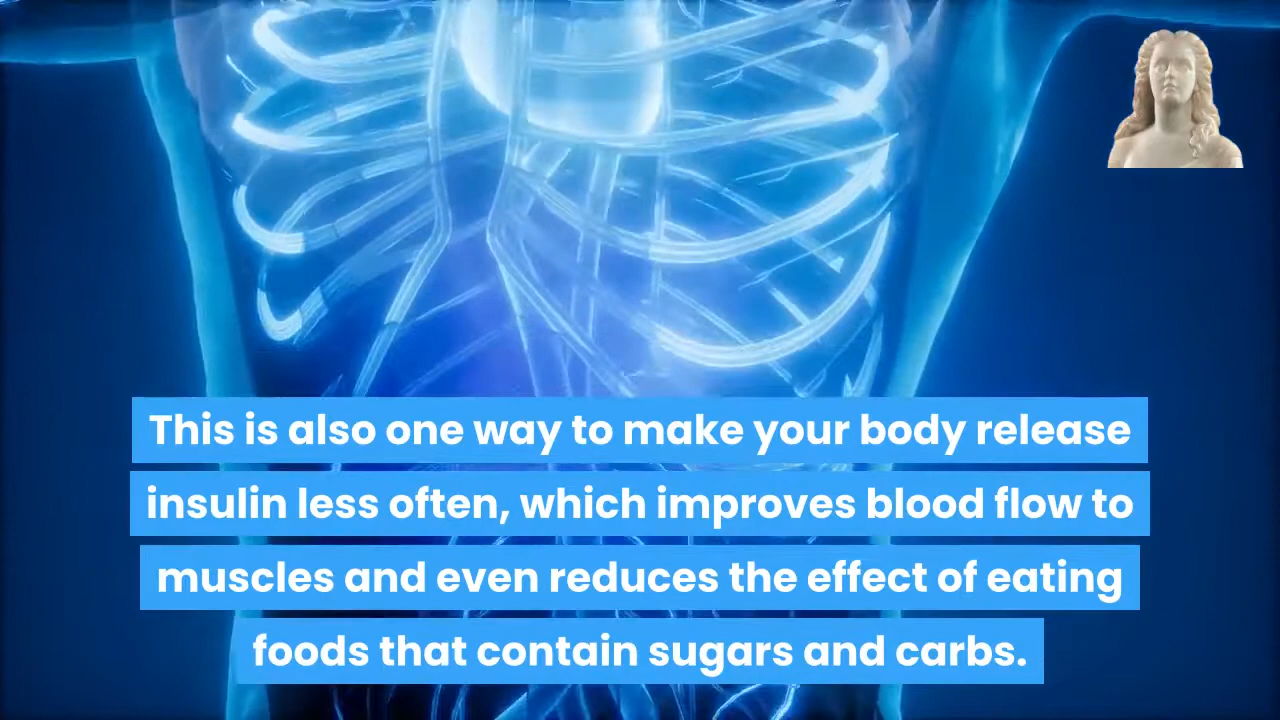 This is also one way to make your body release
insulin less often, which improves blood flow to
muscles and even reduces the effect of eating
foods that contain sugars and carbs.